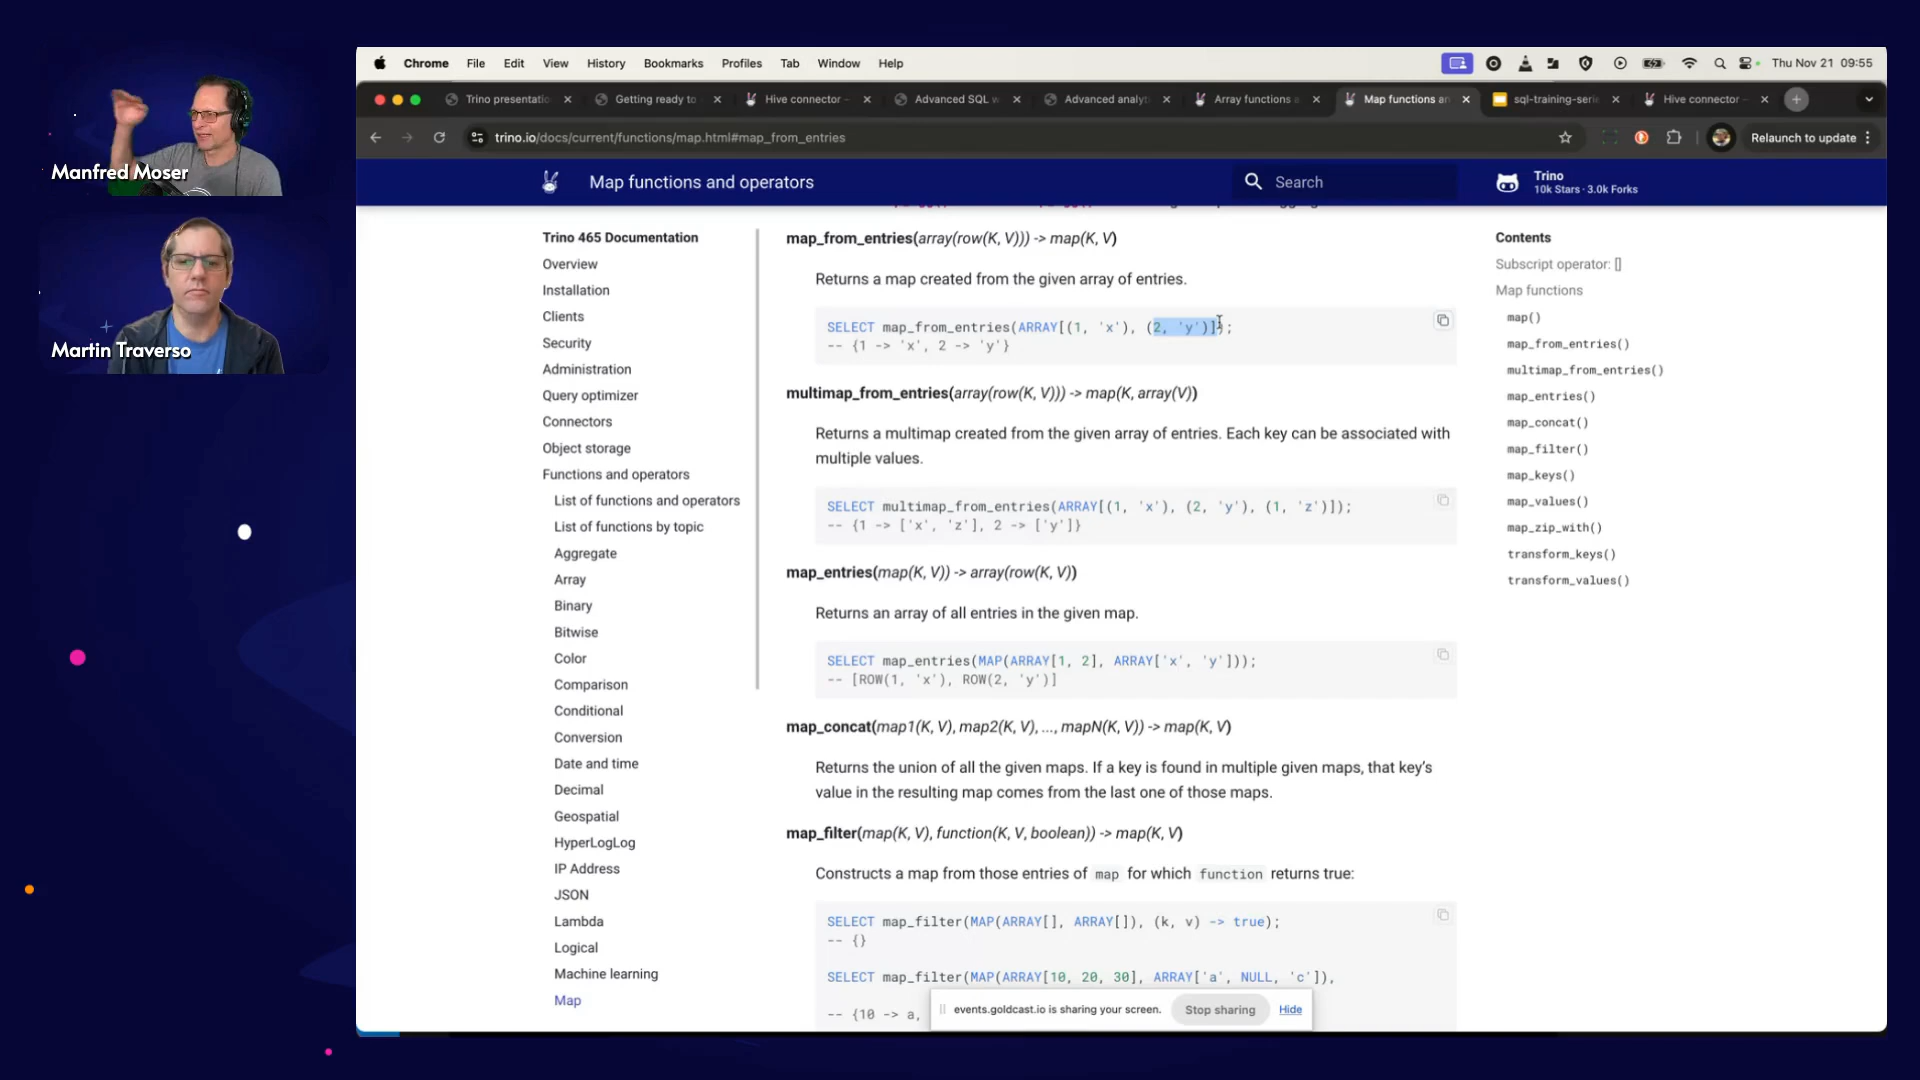 Manfred Moser
Martin Traverso
Chrome File Edit View History Bookmarks Profiles Tab Window Help
Thu Nov 21 09:55
Trino presentatio
Getting ready to
Hive connector –
Advanced SQL w
Advanced analyt
Array functions a
Map functions an
sql-training-serie
Hive connector –
trino.io/docs/current/functions/map.html#map_from_entries
Relaunch to update
Map functions and operators
Search
Trino
10k Stars · 3.0k Forks
Trino 465 Documentation
Overview
Installation
Clients
Security
Administration
Query optimizer
Connectors
Object storage
Functions and operators
List of functions and operators
List of functions by topic
Aggregate
Array
Binary
Bitwise
Color
Comparison
Conditional
Conversion
Date and time
Decimal
Geospatial
HyperLogLog
IP Address
JSON
Lambda
Logical
Machine learning
Map
map_from_entries(array(row(K, V))) -> map(K, V)
Returns a map created from the given array of entries.
SELECT map_from_entries(ARRAY[(1, 'x'), (2, 'y')]);
-- {1 -> 'x', 2 -> 'y'}
multimap_from_entries(array(row(K, V))) -> map(K, array(V))
Returns a multimap created from the given array of entries. Each key can be associated with
multiple values.
SELECT multimap_from_entries(ARRAY[(1, 'x'), (2, 'y'), (1, 'z')]);
-- {1 -> ['x', 'z'], 2 -> ['y']}
map_entries(map(K, V)) -> array(row(K, V))
Returns an array of all entries in the given map.
SELECT map_entries(MAP(ARRAY[1, 2], ARRAY['x', 'y']));
-- [ROW(1, 'x'), ROW(2, 'y')]
map_concat(map1(K, V), map2(K, V), ..., mapN(K, V)) -> map(K, V)
Returns the union of all the given maps. If a key is found in multiple given maps, that key's
value in the resulting map comes from the last one of those maps.
map_filter(map(K, V), function(K, V, boolean)) -> map(K, V)
Constructs a map from those entries of map for which function returns true:
SELECT map_filter(MAP(ARRAY[], ARRAY[]), (k, v) -> true);
-- {}
SELECT map_filter(MAP(ARRAY[10, 20, 30], ARRAY['a', NULL, 'c']),
-- {10 -> a,
events.goldcast.io is sharing your screen.
Stop sharing
Hide
Contents
Subscript operator: []
Map functions
map()
map_from_entries()
multimap_from_entries()
map_entries()
map_concat()
map_filter()
map_keys()
map_values()
map_zip_with()
transform_keys()
transform_values()